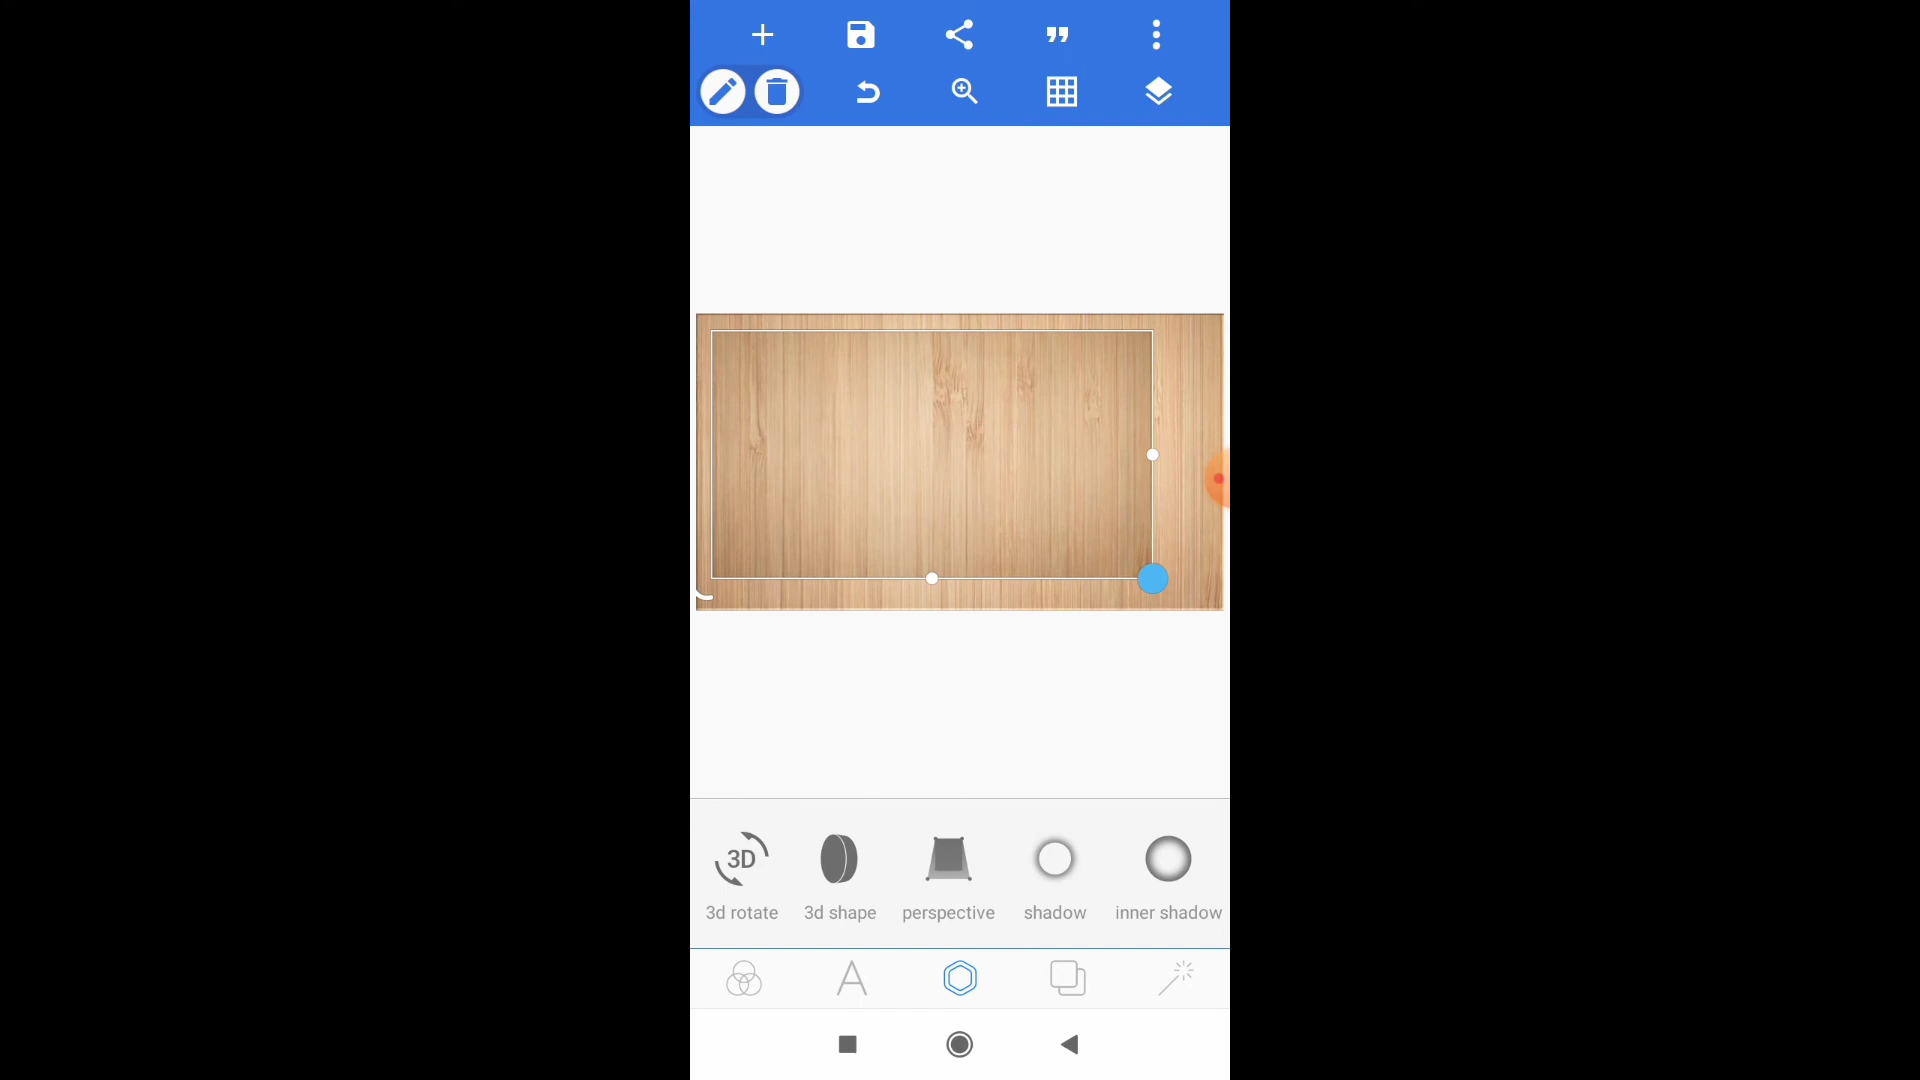 3D
3d rotate
3d shape
perspective
shadow
inner shadow